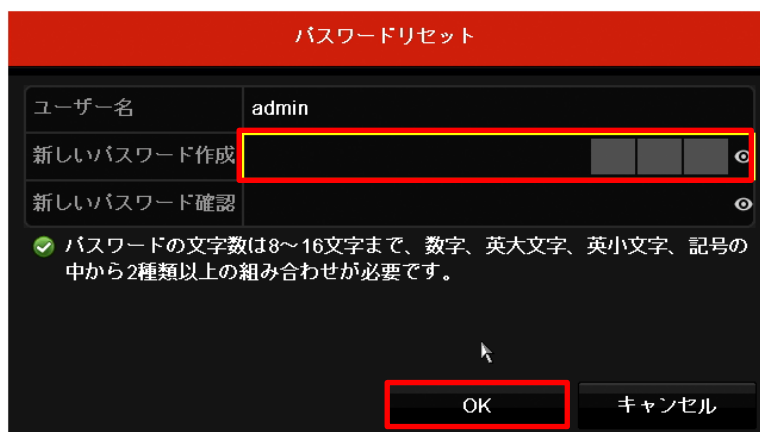 パスワードリセット
ユーザー名 admin
新しいパスワード作成
新しいパスワード確認
パスワードの文字数は8～16文字まで、数字、英大文字、英小文字、記号の
中から2種類以上の組み合わせが必要です。
OK キャンセル